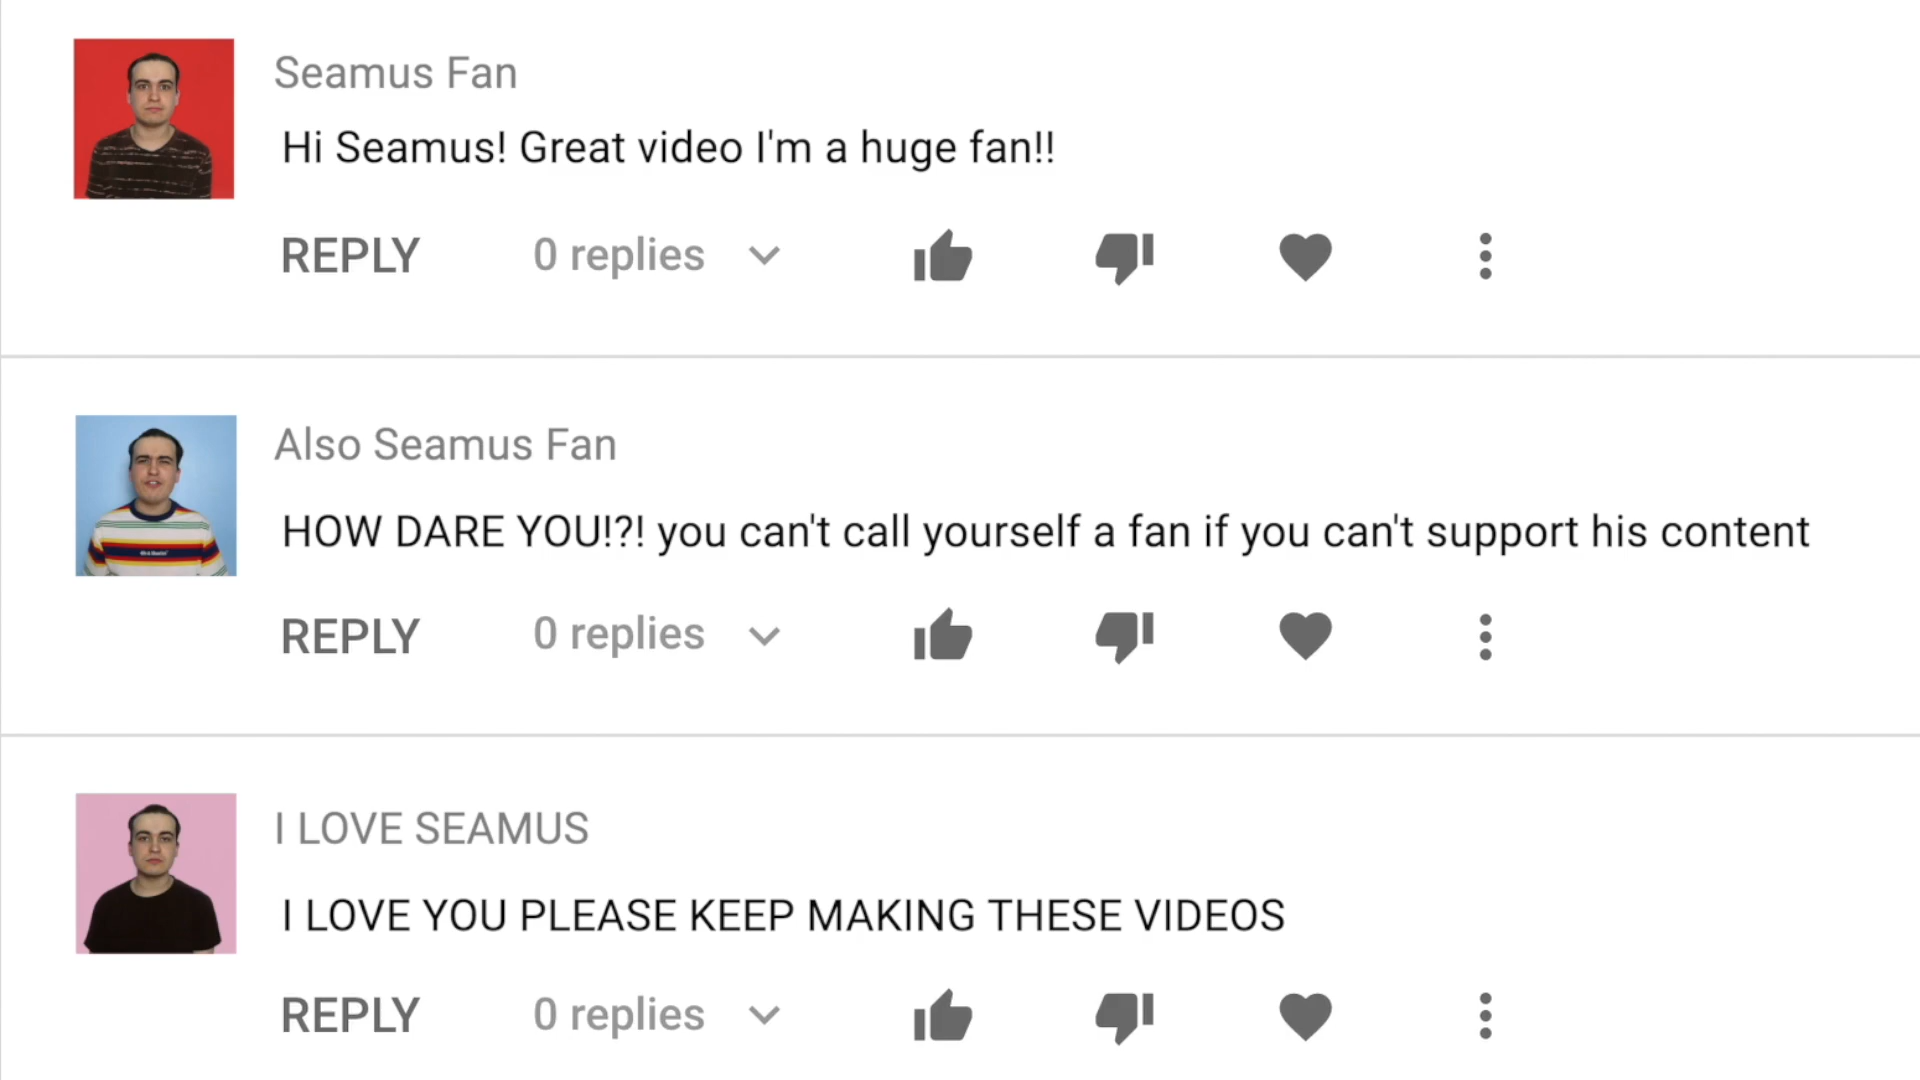 Seamus Fan
Hi Seamus! Great video I'm a huge fan!!
REPLY 0 replies
Also Seamus Fan
HOW DARE YOU!?! you can't call yourself a fan if you can't support his content
REPLY 0 replies
I LOVE SEAMUS
I LOVE YOU PLEASE KEEP MAKING THESE VIDEOS
REPLY 0 replies